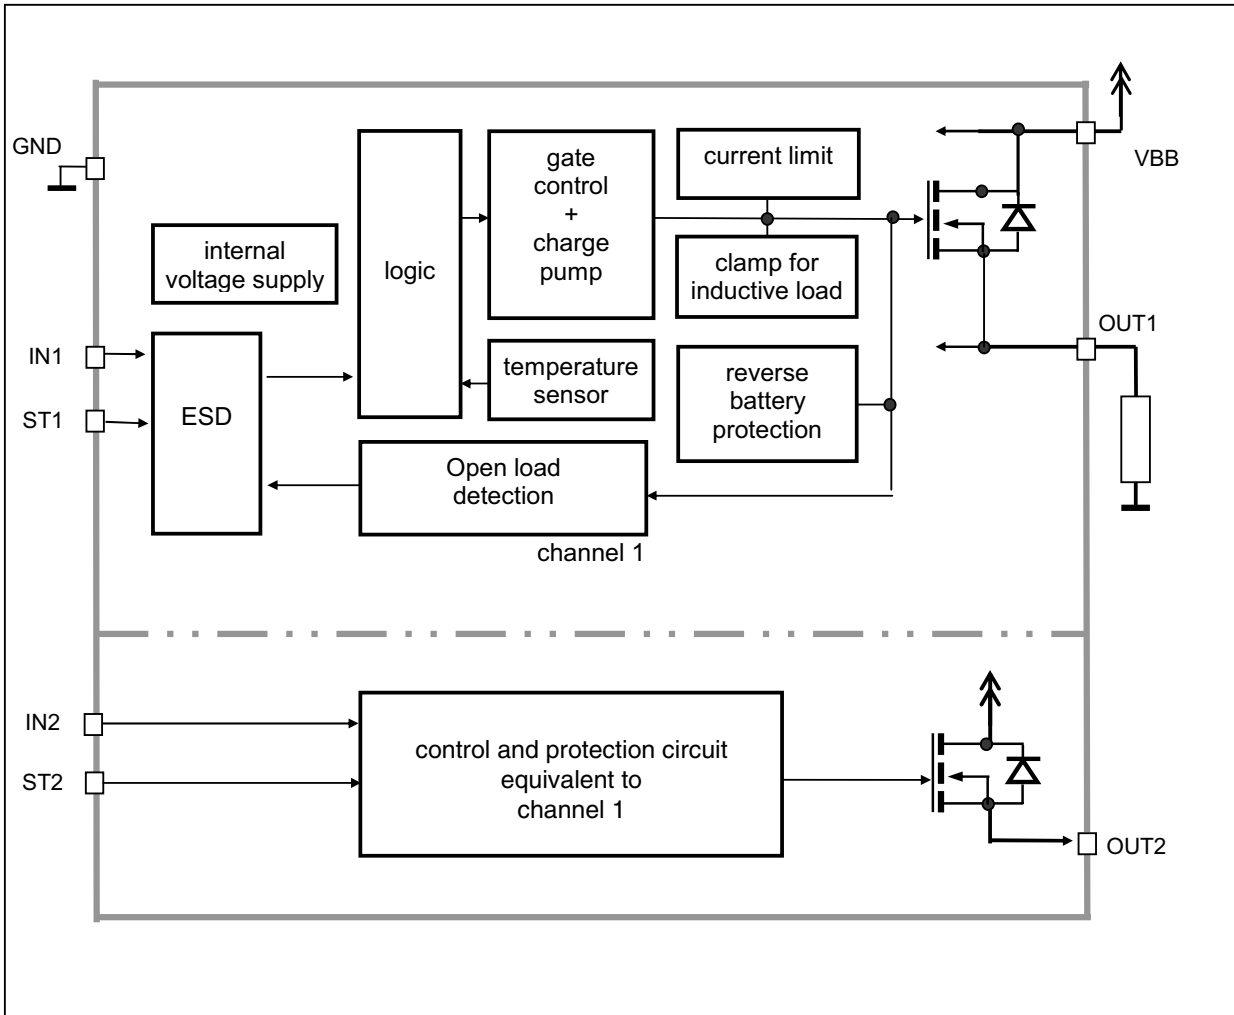 GND
VBB
gate
control
+
charge
pump
current limit
internal
voltage supply
logic
clamp for
inductive load
OUT1
IN1
ST1
ESD
temperature
sensor
reverse
battery
protection
Open load
detection
channel 1
IN2
ST2
control and protection circuit
equivalent to
channel 1
OUT2